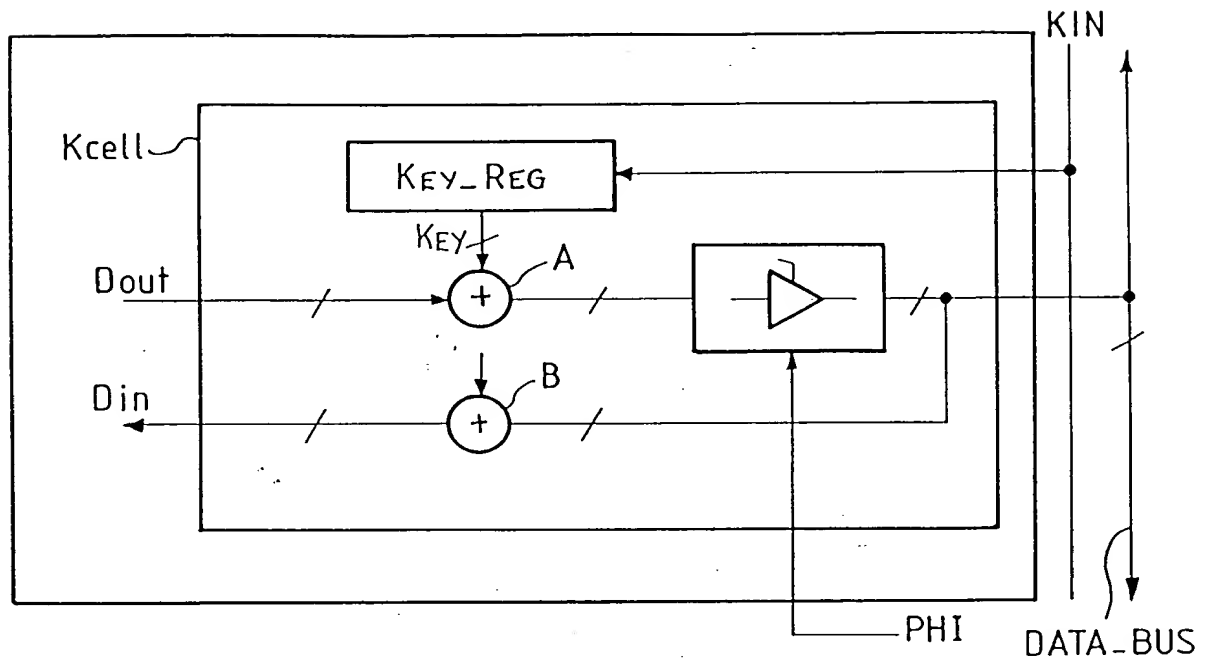 KIN
Kcell
KEY_REG
KEY
A
Dout
+
B
Din
+
PHI
DATA_BUS